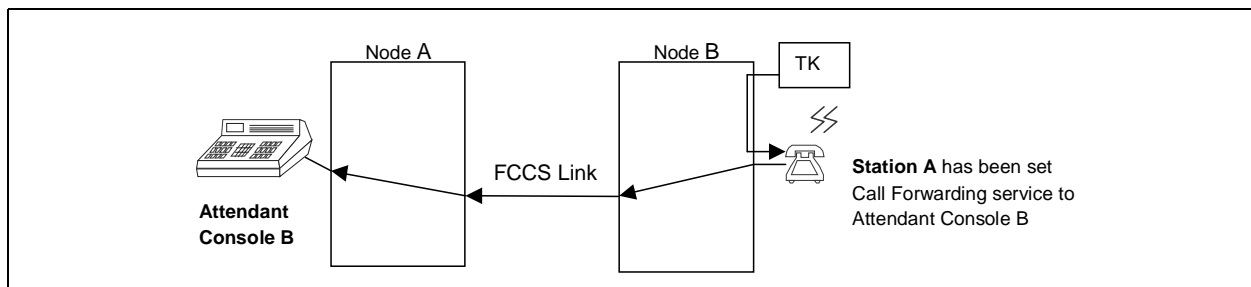 Node A
Node B
TK
FCCS Link
Attendant
Console B
Station A has been set
Call Forwarding service to
Attendant Console B